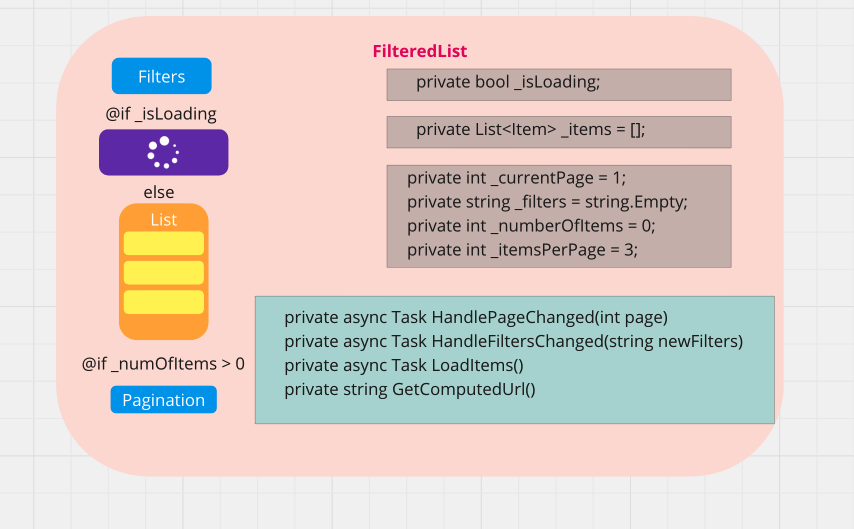 FilteredList
Filters
@if _isLoading
else
List
@if _numOfItems > 0
Pagination
private bool _isLoading;
private List<Item> _items = [];
private int _currentPage = 1;
private string _filters = string.Empty;
private int _numberOfItems = 0;
private int _itemsPerPage = 3;
private async Task HandlePageChanged(int page)
private async Task HandleFiltersChanged(string newFilters)
private async Task LoadItems()
private string GetComputedUrl()